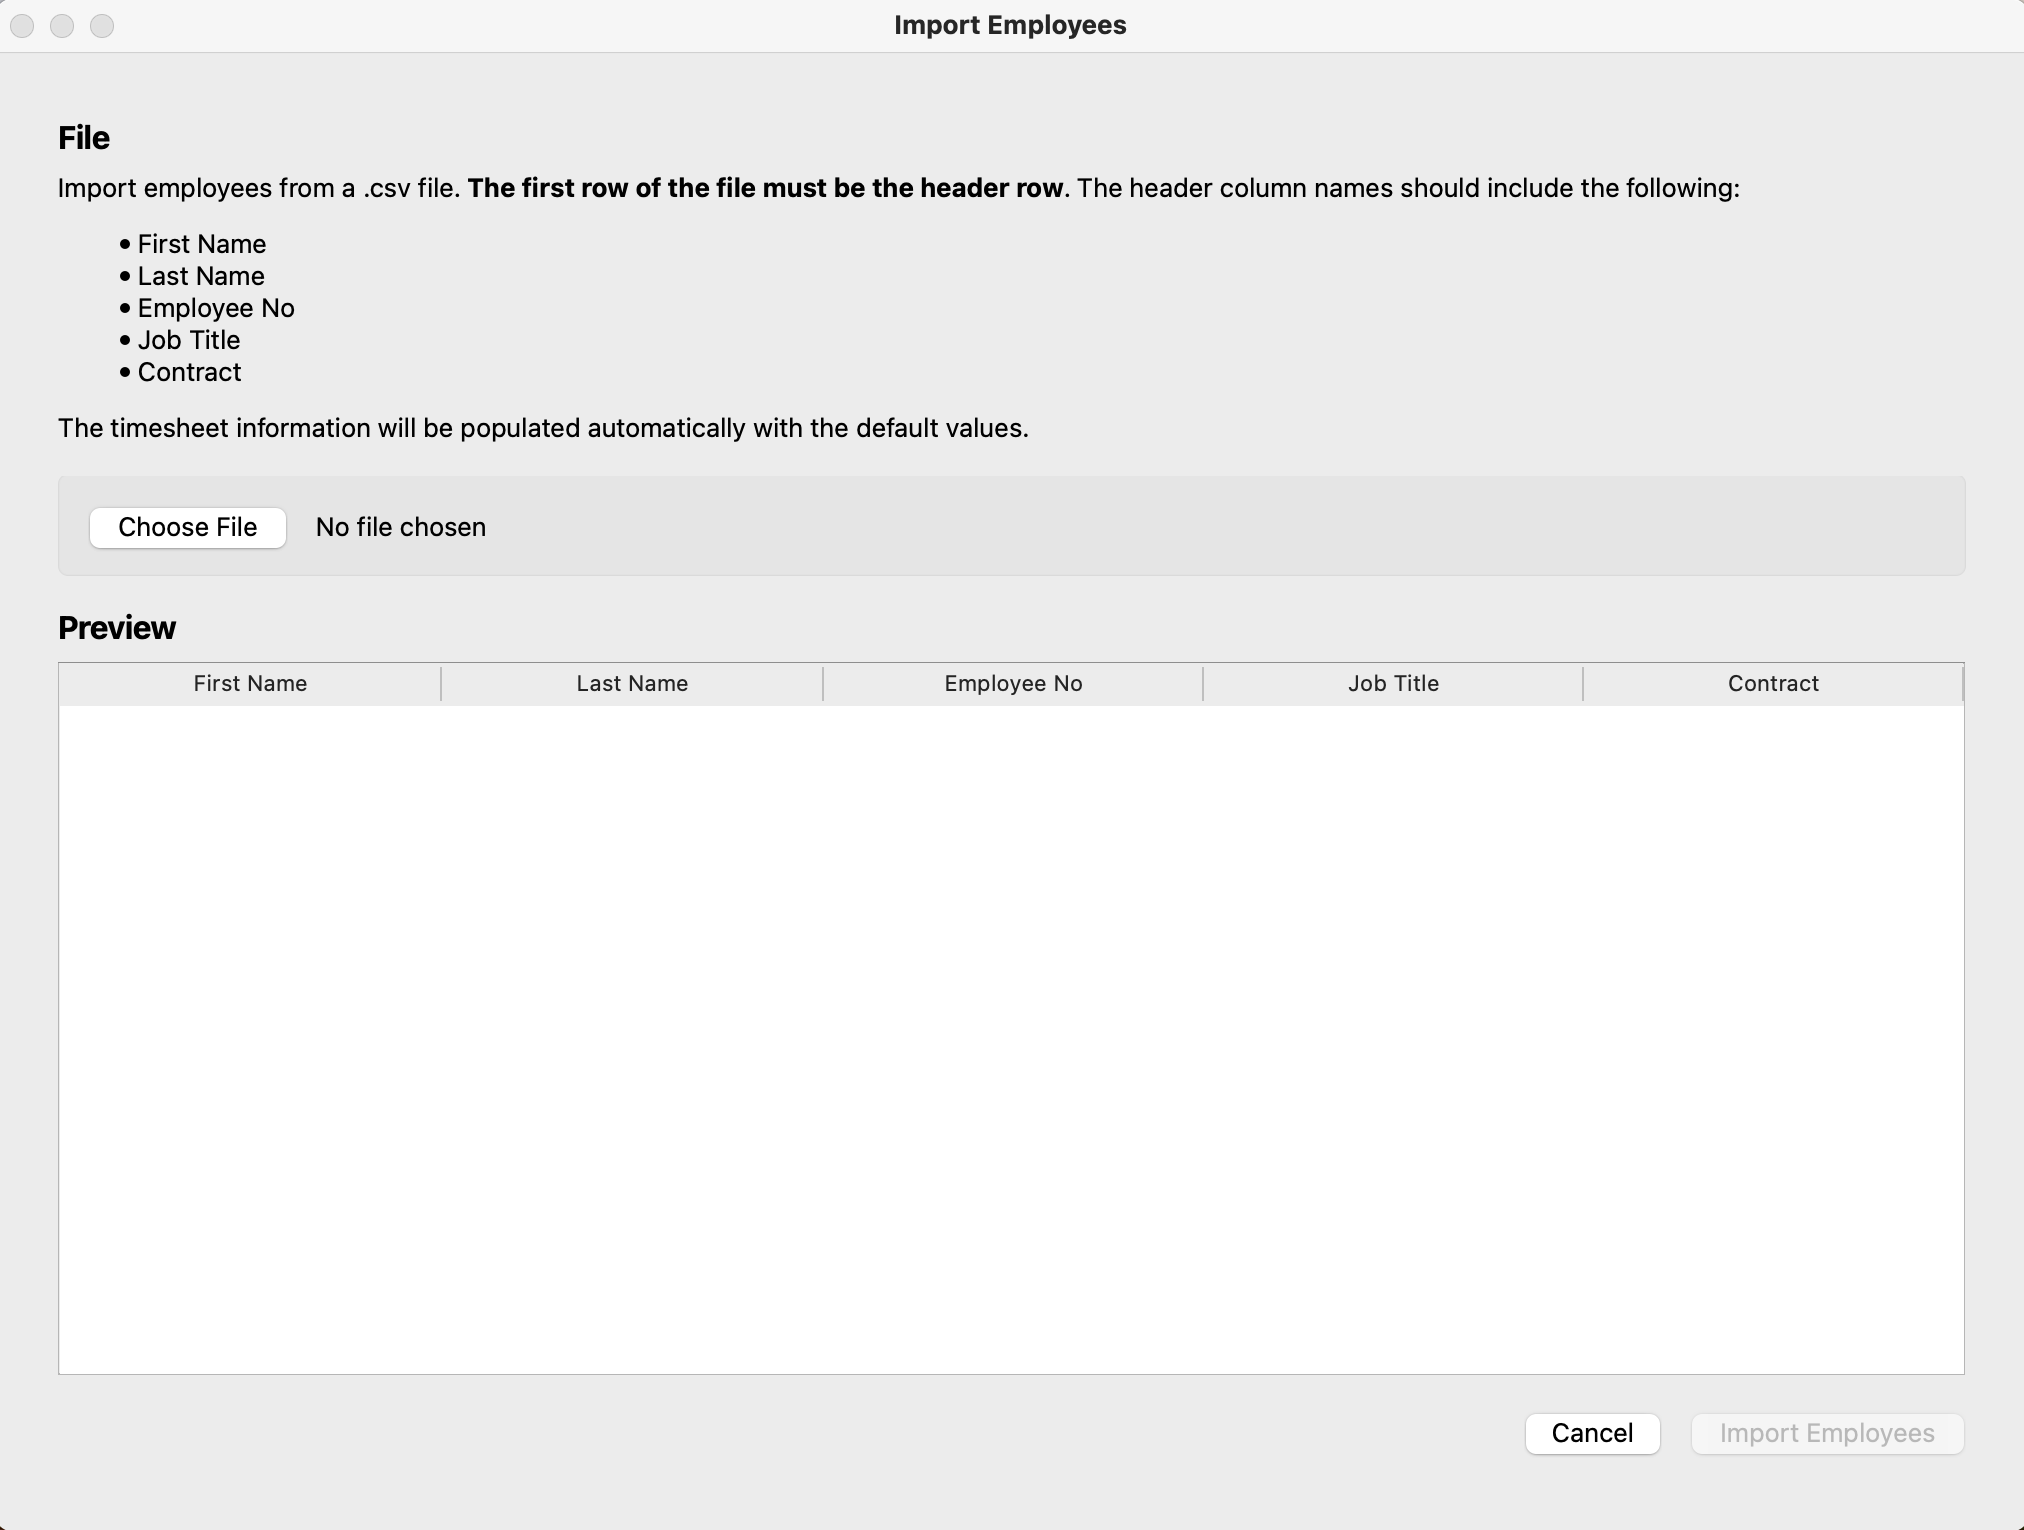 Import Employees
File
Import employees from a .csv file. The first row of the file must be the header row. The header column names should include the following:
• First Name
• Last Name
• Employee No
• Job Title
• Contract
The timesheet information will be populated automatically with the default values.
Choose File No file chosen
Preview
First Name Last Name Employee No Job Title Contract
Cancel Import Employees